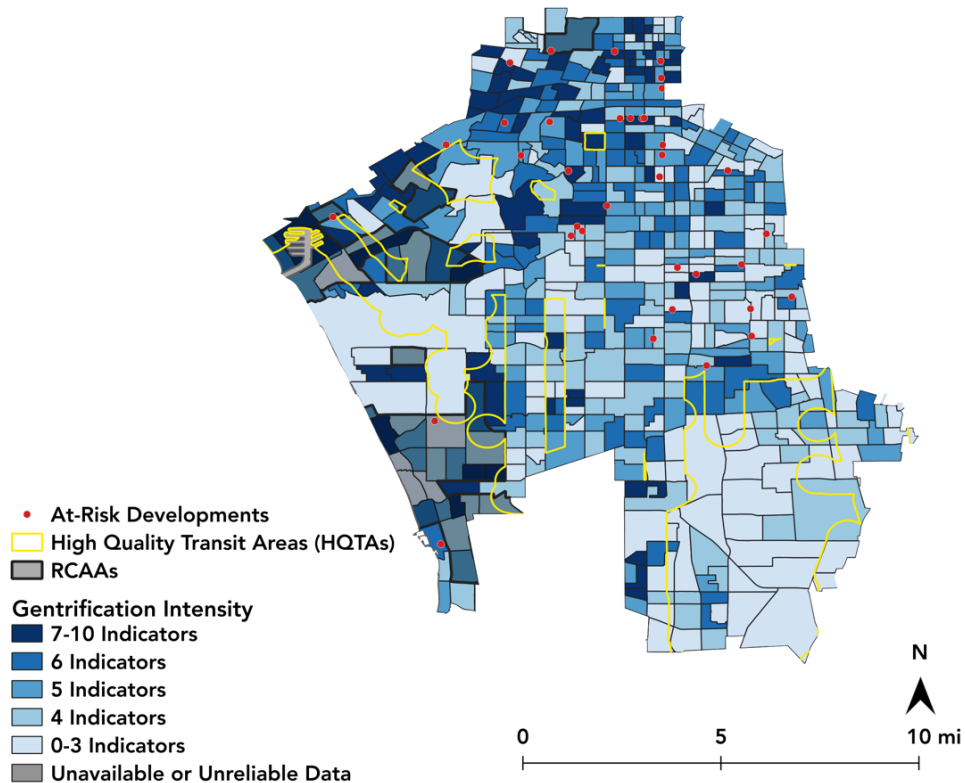 At-Risk Developments
High Quality Transit Areas (HQTAs)
RCAAs
Gentrification Intensity
7-10 Indicators
6 Indicators
5 Indicators
4 Indicators
0-3 Indicators
Unavailable or Unreliable Data
N
0 5 10 mi